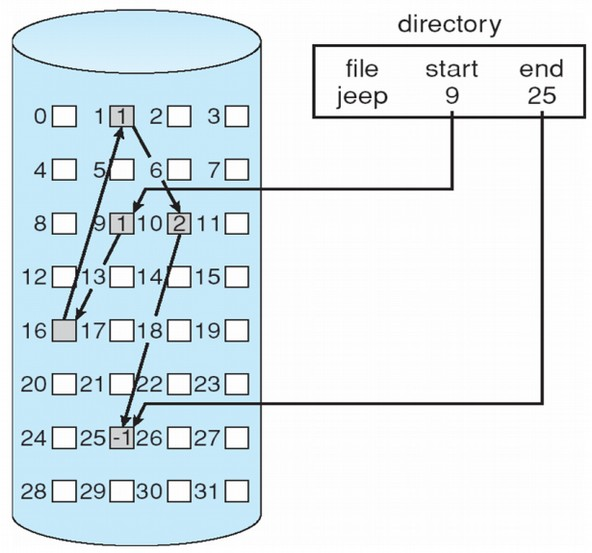 directory
file start end
jeep 9 25
0 1 1 2 3
4 5 6 7
8 9 1 10 2 11
12 13 14 15
16 17 18 19
20 21 22 23
24 25 -1 26 27
28 29 30 31